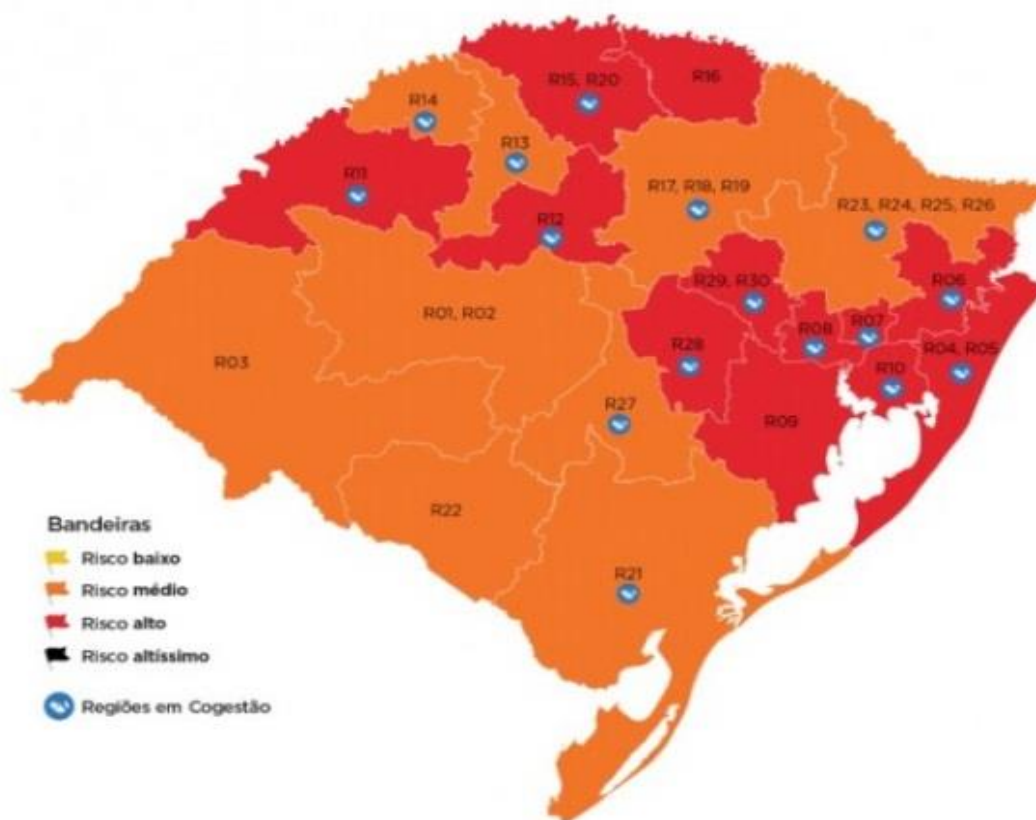 R15, R20
R16
R14
R13
R11
R17, R18, R19
R12
R23, R24, R25, R26
R29, R30
R06
R01, R02
R08
R07
R03
R28
R04, R05
R10
R27
R09
R22
R21
Bandeiras
Risco baixo
Risco médio
Risco alto
Risco altíssimo
Regiões em Cogestão